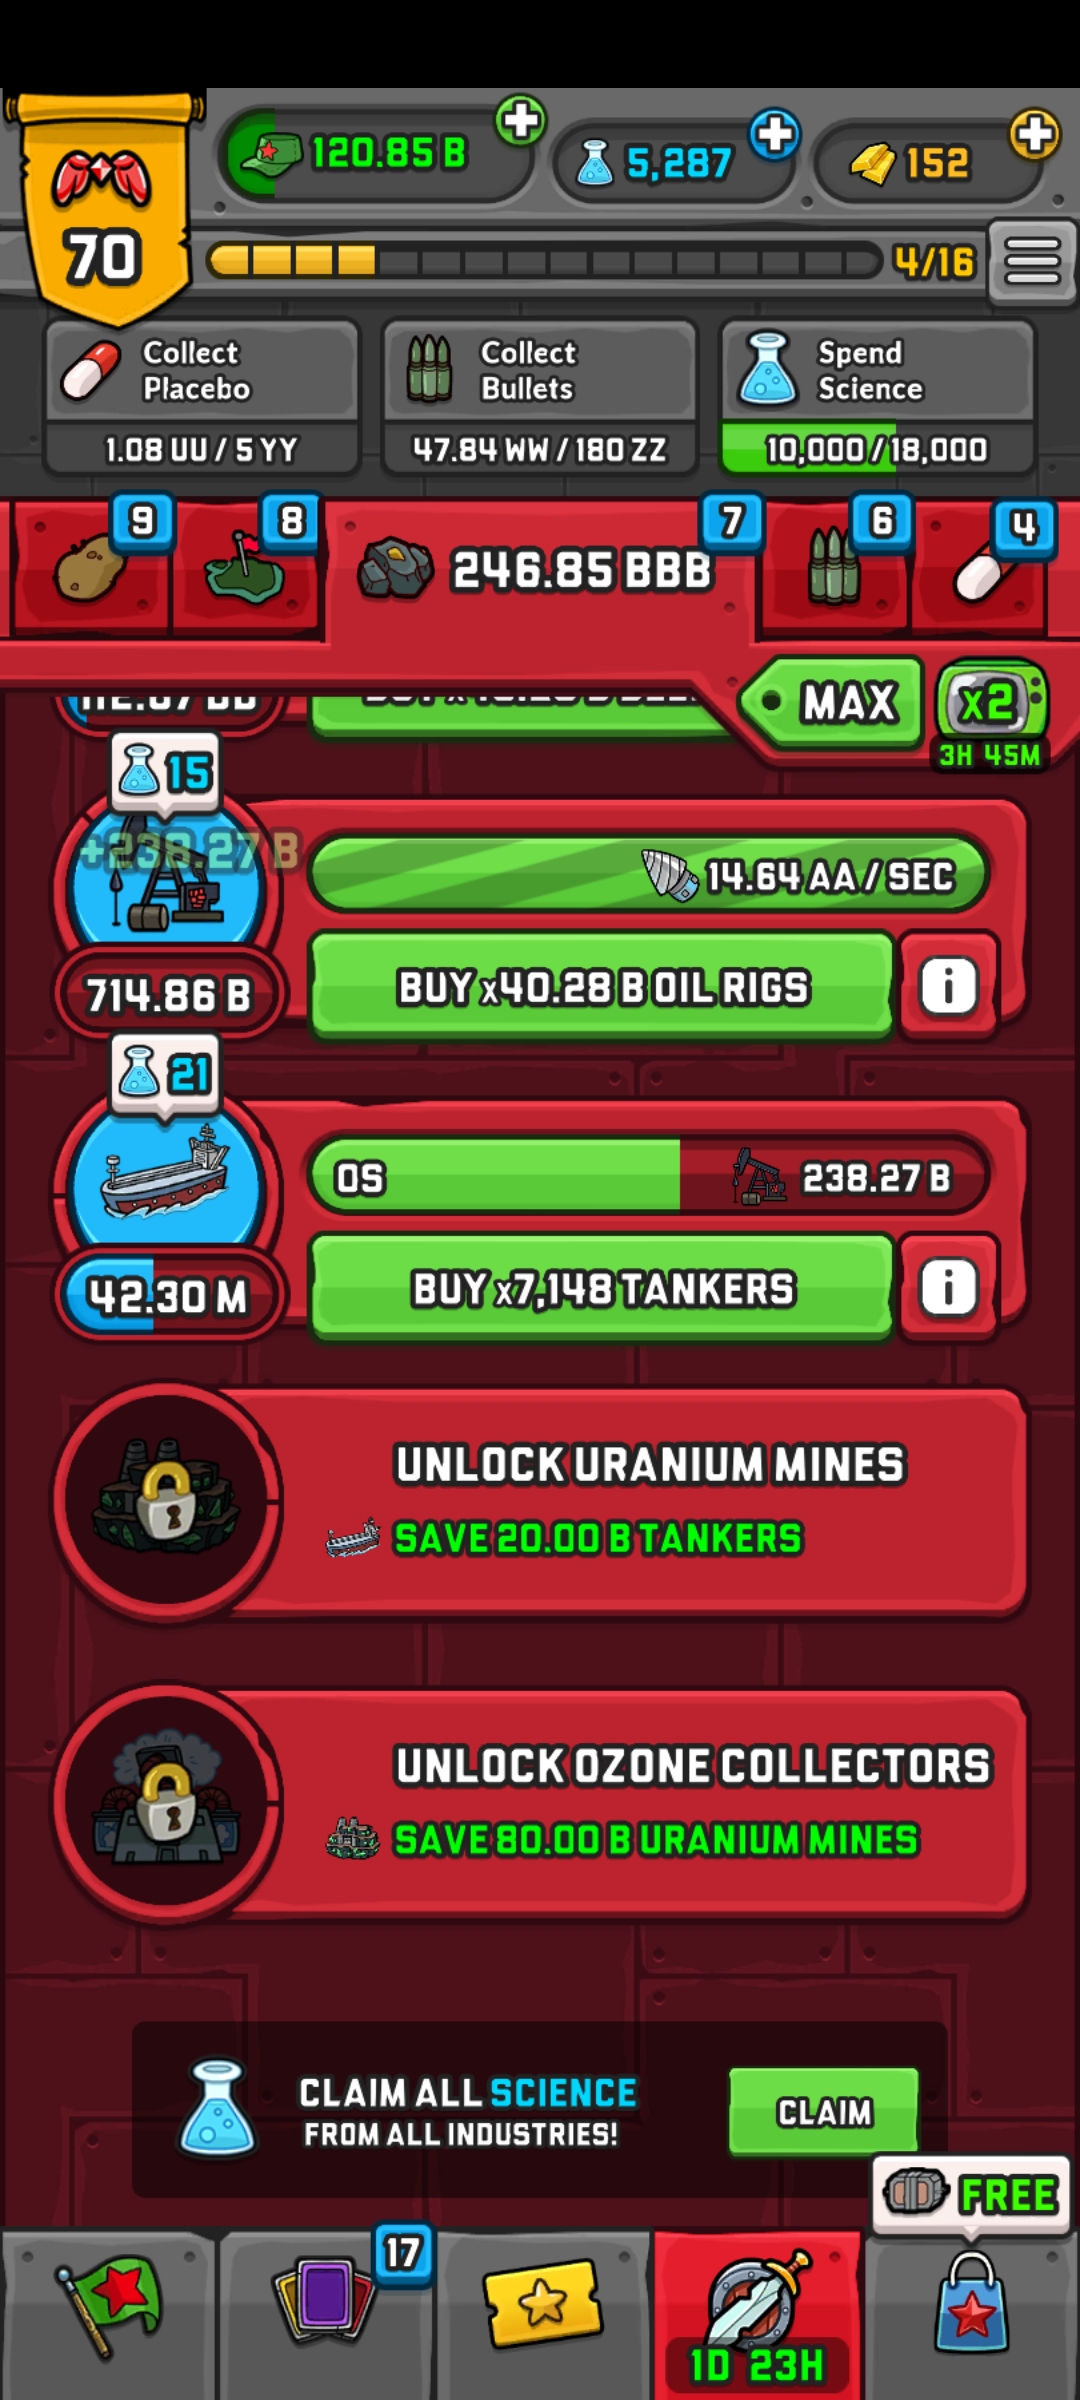 120.85 B
5,287
152
70
4/16
Collect
Placebo
1.08 UU / 5 YY
Collect
Bullets
47.84 WW / 180 ZZ
Spend
Science
10,000 / 18,000
9
8
246.85 BBB
7
6
4
MAX
x2
3H 45M
15
+238.27 B
14.64 AA / SEC
714.86 B
BUY x40.28 B OIL RIGS
i
21
0S
238.27 B
42.30 M
BUY x7,148 TANKERS
i
UNLOCK URANIUM MINES
SAVE 20.00 B TANKERS
UNLOCK OZONE COLLECTORS
SAVE 80.00 B URANIUM MINES
CLAIM ALL SCIENCE
FROM ALL INDUSTRIES!
CLAIM
FREE
17
1D 23H